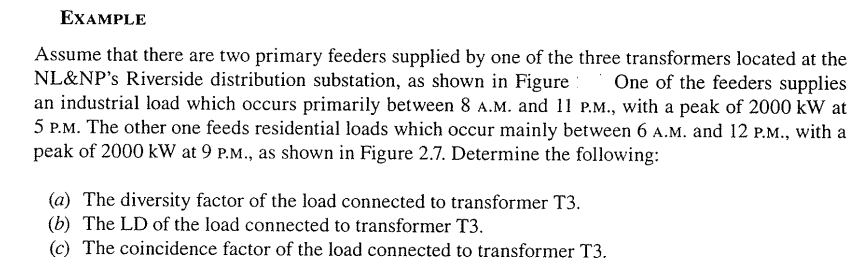 EXAMPLE
Assume that there are two primary feeders supplied by one of the three transformers located at the
NL&NP's Riverside distribution substation, as shown in Figure One of the feeders supplies
an industrial load which occurs primarily between 8 A.M. and 11 P.M., with a peak of 2000 kW at
5 P.M. The other one feeds residential loads which occur mainly between 6 A.M. and 12 P.M., with a
peak of 2000 kW at 9 P.M., as shown in Figure 2.7. Determine the following:
(a) The diversity factor of the load connected to transformer T3.
(b) The LD of the load connected to transformer T3.
(c) The coincidence factor of the load connected to transformer T3.